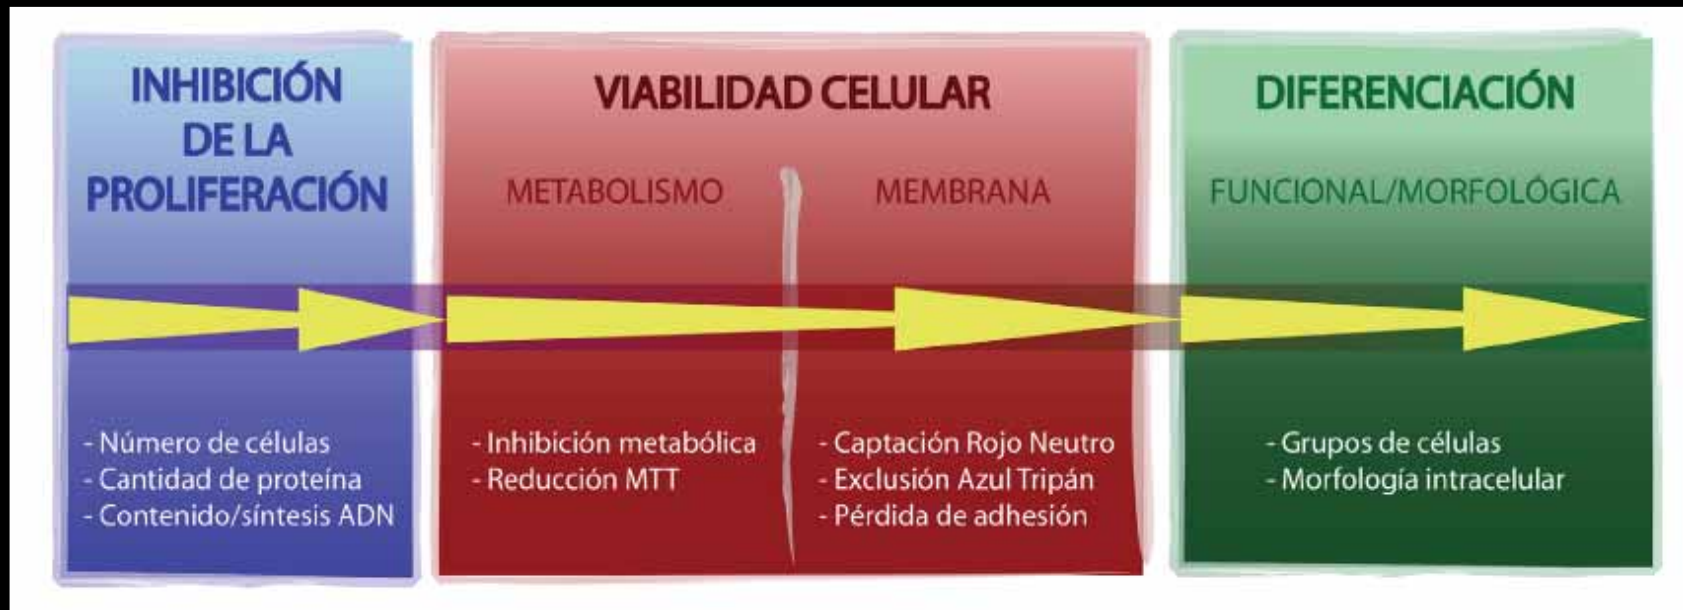 INHIBICIÓN
DE LA
PROLIFERACIÓN
- Número de células
- Cantidad de proteína
- Contenido/síntesis ADN
VIABILIDAD CELULAR
METABOLISMO
- Inhibición metabólica
- Reducción MTT
MEMBRANA
- Captación Rojo Neutro
- Exclusión Azul Tripán
- Pérdida de adhesión
DIFERENCIACIÓN
FUNCIONAL/MORFOLÓGICA
- Grupos de células
- Morfología intracelular